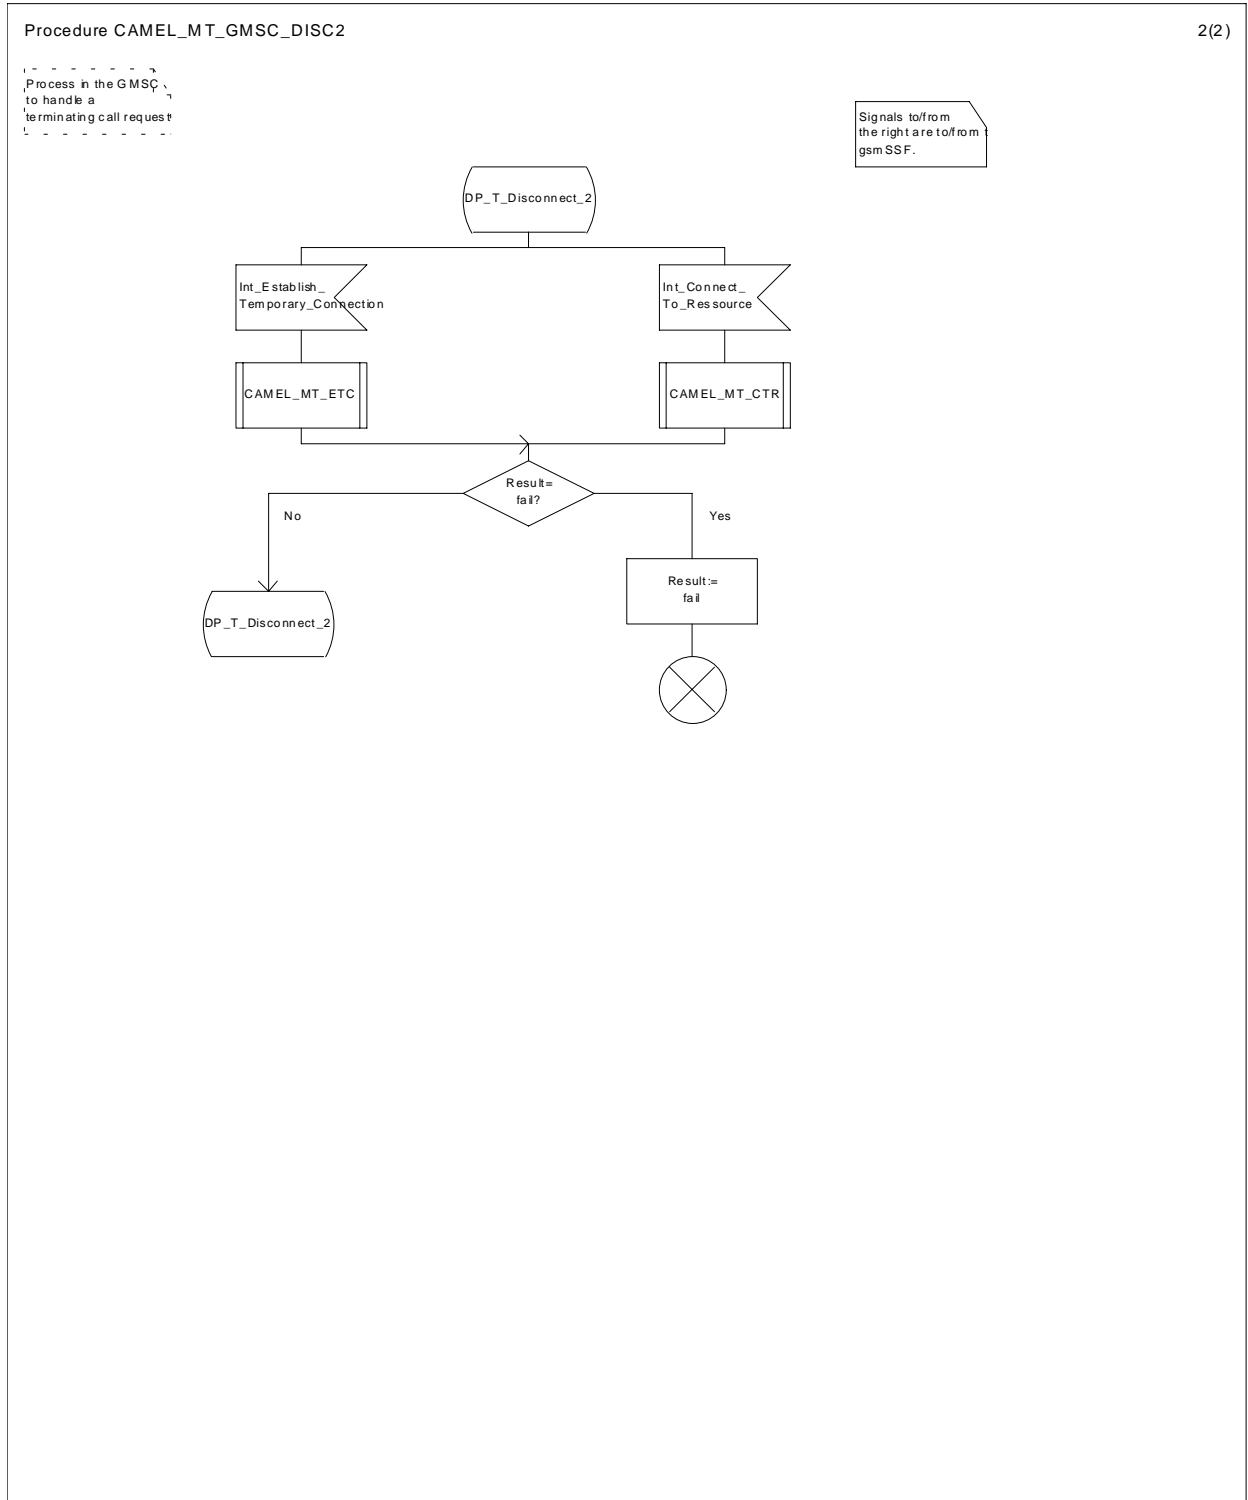 Procedure CAMEL_MT_GMSC_DISC2
2(2)
Process in the GMSC
to handle a
terminating call request
Signals to/from
the right are to/from t
gsmSSF.
DP_T_Disconnect_2
Int_Establish_
Temporary_Connection
Int_Connect_
To_Ressource
CAMEL_MT_ETC
CAMEL_MT_CTR
Result=
fail?
No
Yes
Result:=
fail
DP_T_Disconnect_2